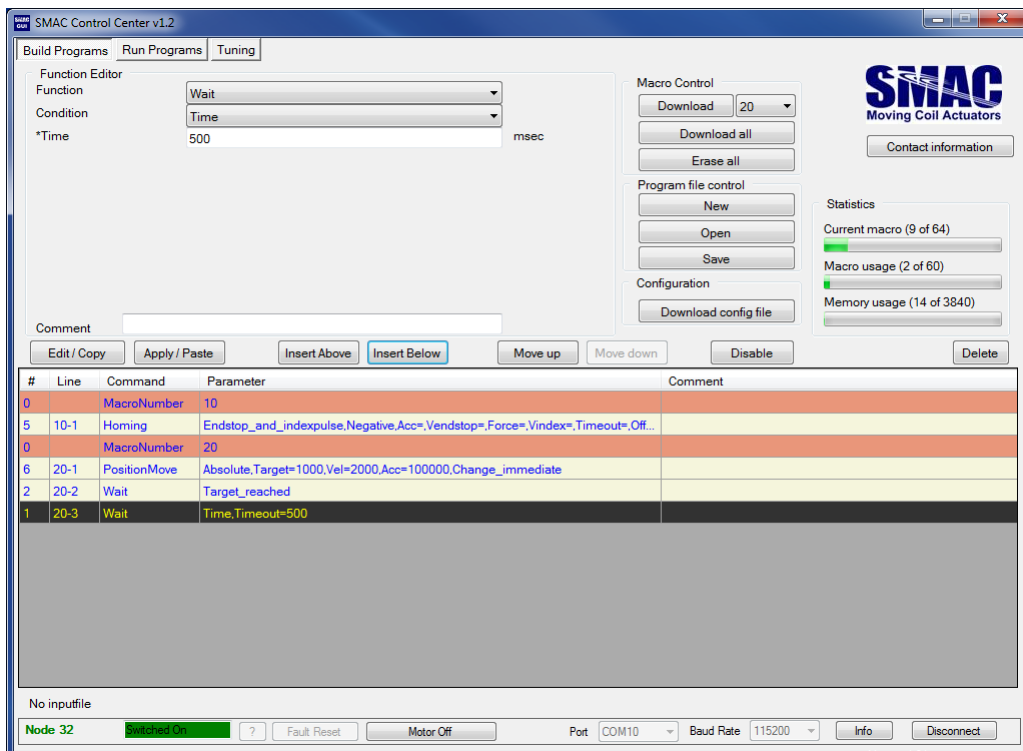 SMAC GUI SMAC Control Center v1.2
Build Programs Run Programs Tuning
Function Editor
Function Wait
Condition Time
*Time 500 msec
Comment
Macro Control
Download 20
Download all
Erase all
Program file control
New
Open
Save
Configuration
Download config file
SMAC
Moving Coil Actuators
Contact information
Statistics
Current macro (9 of 64)
Macro usage (2 of 60)
Memory usage (14 of 3840)
Edit / Copy Apply / Paste Insert Above Insert Below Move up Move down Disable Delete
# Line Command Parameter Comment
0 MacroNumber 10
5 10-1 Homing Endstop_and_indexpulse,Negative,Acc=,Vendstop=,Force=,Vindex=,Timeout=,Off...
0 MacroNumber 20
6 20-1 PositionMove Absolute,Target=1000,Vel=2000,Acc=100000,Change_immediate
2 20-2 Wait Target_reached
1 20-3 Wait Time,Timeout=500
No inputfile
Node 32 Switched On ? Fault Reset Motor Off Port COM10 Baud Rate 115200 Info Disconnect